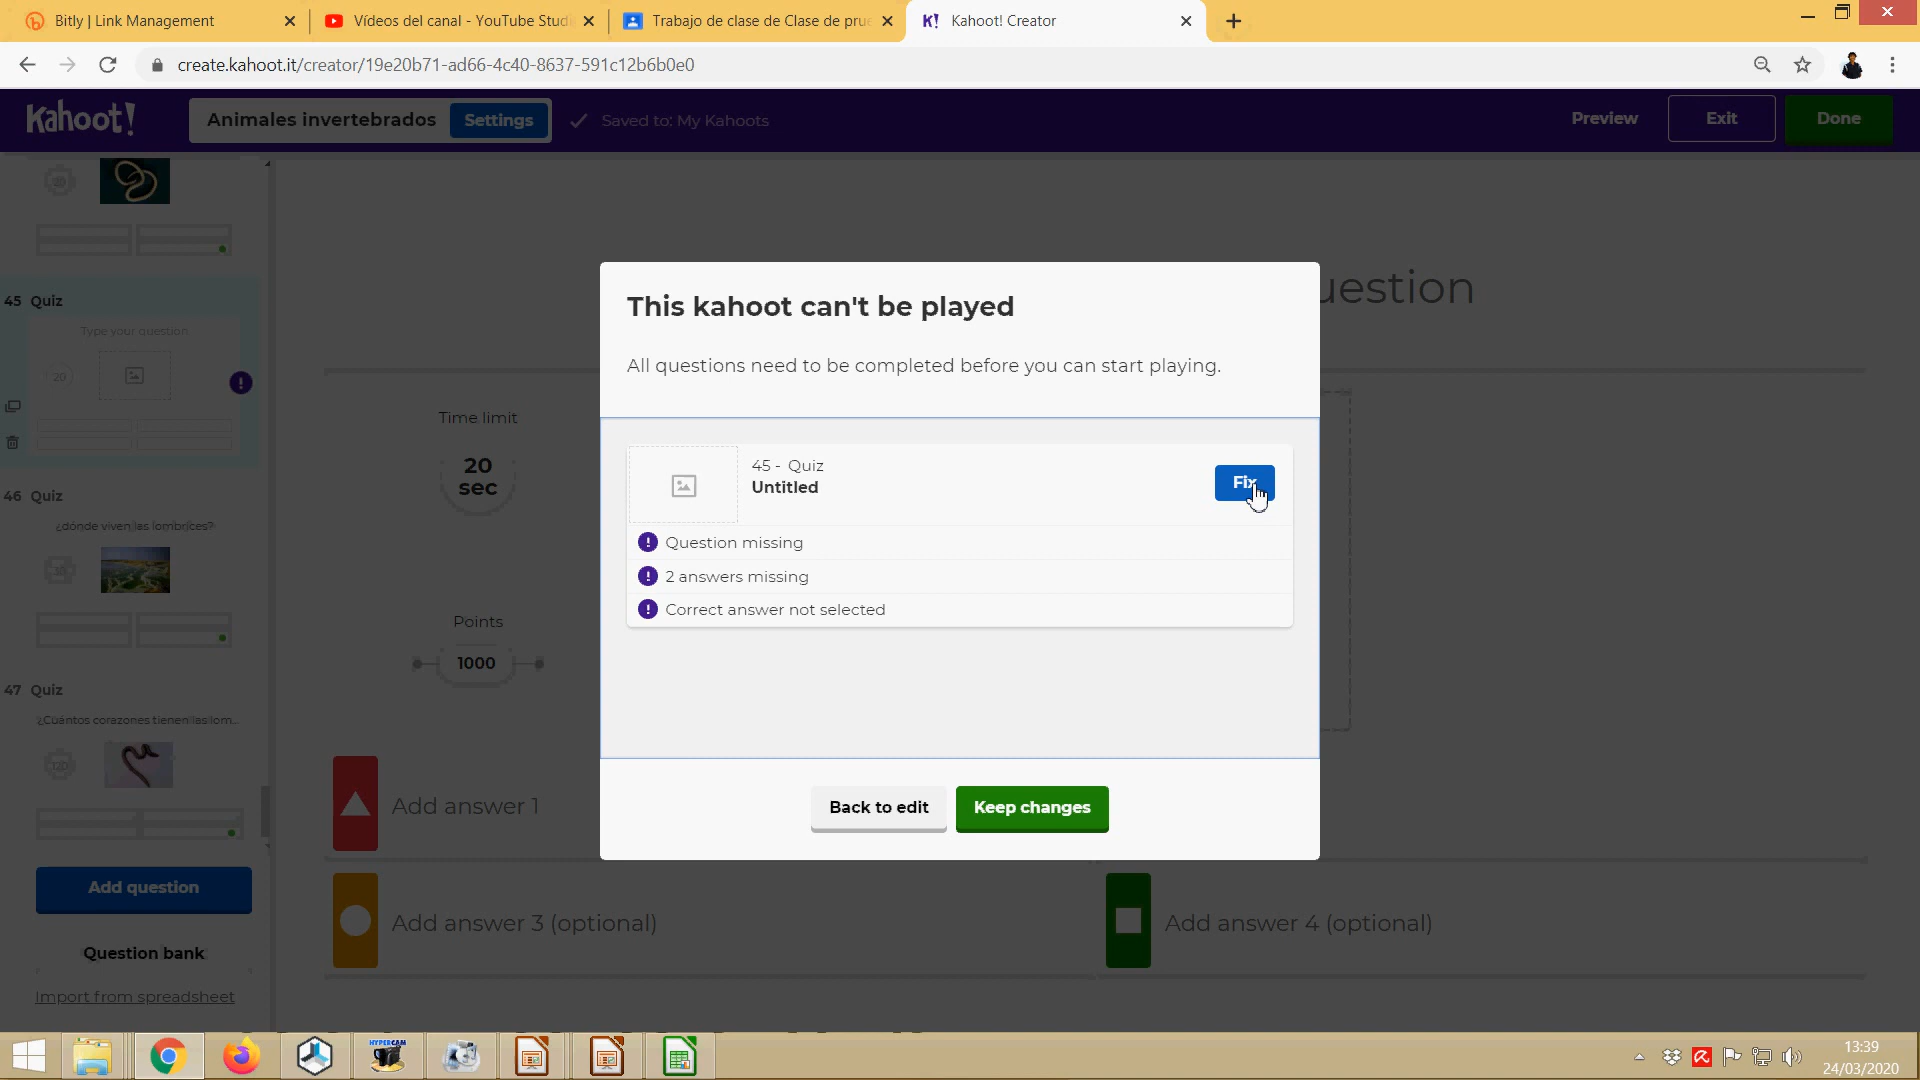 Bitly | Link Management
Vídeos del canal - YouTube Studi
Trabajo de clase de Clase de prue
K! Kahoot! Creator
create.kahoot.it/creator/19e20b71-ad66-4c40-8637-591c12b6b0e0
Kahoot!
Animales invertebrados
Settings
Saved to: My Kahoots
Preview
Exit
Done
45 Quiz
Type your question
20
46 Quiz
¿dónde viven las lombrices?
30
47 Quiz
¿Cuántos corazones tienen las lom...
120
Add question
Question bank
Import from spreadsheet
uestion
Time limit
20
sec
Points
1000
Add answer 1
Add answer 3 (optional)
Add answer 4 (optional)
This kahoot can't be played
All questions need to be completed before you can start playing.
45 - Quiz
Untitled
Fix
! Question missing
! 2 answers missing
! Correct answer not selected
Back to edit
Keep changes
HYPERCAM
13:39
24/03/2020